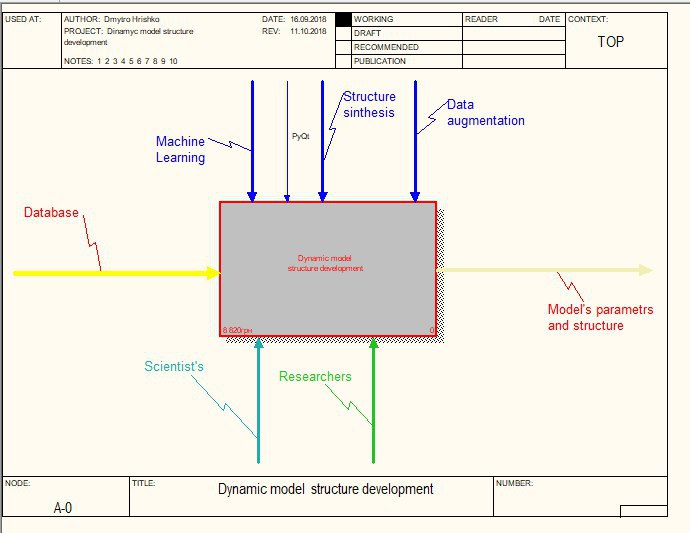 USED AT:
AUTHOR: Dmytro Hrishko
DATE: 16.09.2018
PROJECT: Dinamyc model structure
development
REV: 11.10.2018
NOTES: 1 2 3 4 5 6 7 8 9 10
WORKING
DRAFT
RECOMMENDED
PUBLICATION
READER
DATE
CONTEXT:
TOP
Machine
Learning
PyQt
Structure
sinthesis
Data
augmentation
Database
Dynamic model
structure development
8 820грн
0
Model's parametrs
and structure
Scientist's
Researchers
NODE:
A-0
TITLE:
Dynamic model structure development
NUMBER: